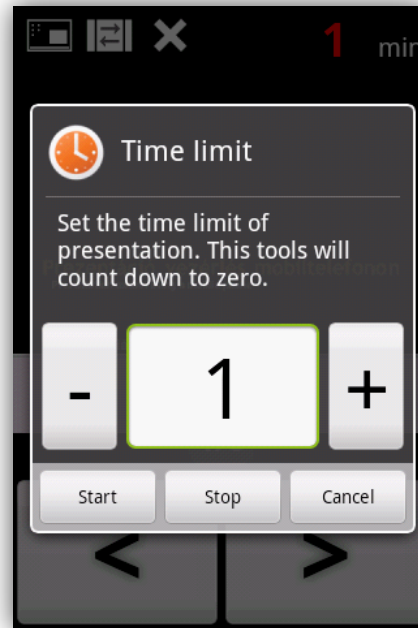 1 min
Time limit
Set the time limit of
presentation. This tools will
count down to zero.
- 1 +
Start Stop Cancel
< >